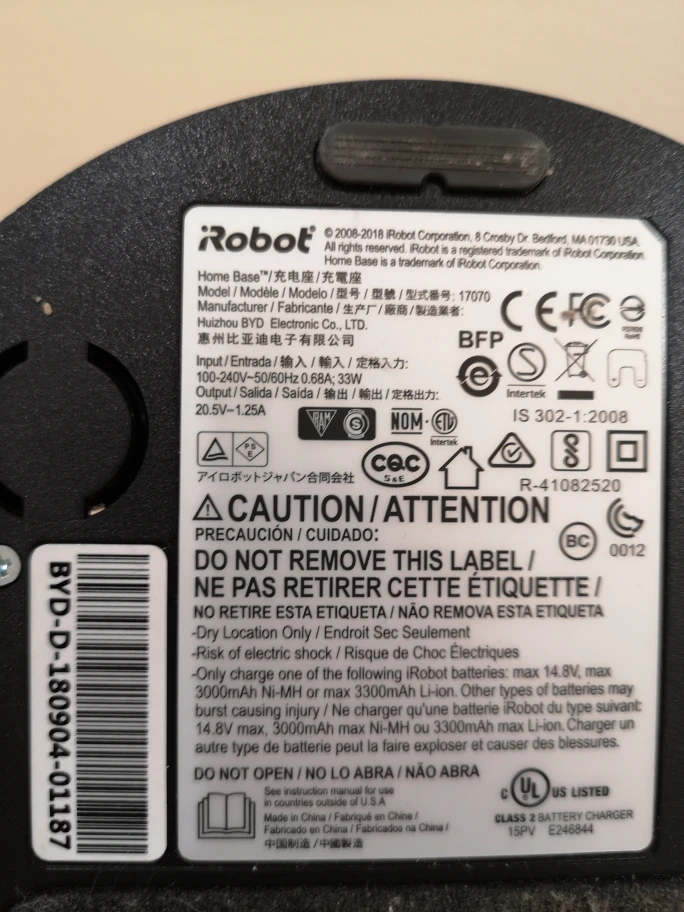 iRobot
© 2008-2018 iRobot Corporation, 8 Crosby Dr. Bedford, MA 01730 USA.
All rights reserved. iRobot is a registered trademark of iRobot Corporation.
Home Base is a trademark of iRobot Corporation.
Home Base™/充电座/充電座
Model / Modèle / Modelo / 型号 / 型號 / 型式番号: 17070
Manufacturer / Fabricante / 生产厂 / 廠商 / 製造業者:
Huizhou BYD Electronic Co., LTD.
惠州比亚迪电子有限公司
BFP
Input / Entrada / 输入 / 輸入 / 定格入力:
100-240V~50/60Hz 0.68A; 33W
Output / Salida / Saída / 输出 / 輸出 / 定格出力:
20.5V⎓1.25A
Intertek
Intertek
IS 302-1:2008
RAM S
NOM - ETL
Intertek
PS E
CQC
S&E
アイロボットジャパン合同会社
R-41082520
BC
0012
CAUTION / ATTENTION
PRECAUCIÓN / CUIDADO:
DO NOT REMOVE THIS LABEL /
NE PAS RETIRER CETTE ÉTIQUETTE /
NO RETIRE ESTA ETIQUETA / NÃO REMOVA ESTA ETIQUETA
-Dry Location Only / Endroit Sec Seulement
-Risk of electric shock / Risque de Choc Électriques
-Only charge one of the following iRobot batteries: max 14.8V, max
3000mAh Ni-MH or max 3300mAh Li-ion. Other types of batteries may
burst causing injury / Ne charger qu'une batterie iRobot du type suivant:
14.8V max, 3000mAh max Ni-MH ou 3300mAh max Li-ion. Charger un
autre type de batterie peut la faire exploser et causer des blessures.
DO NOT OPEN / NO LO ABRA / NÃO ABRA
See instruction manual for use
in countries outside of U.S.A
Made in China / Fabriqué en China /
Fabricado en China / Fabricados na China /
中国制造 / 中國製造
C UL US LISTED
CLASS 2 BATTERY CHARGER
15PV E246844
BYD-D-180904-01187